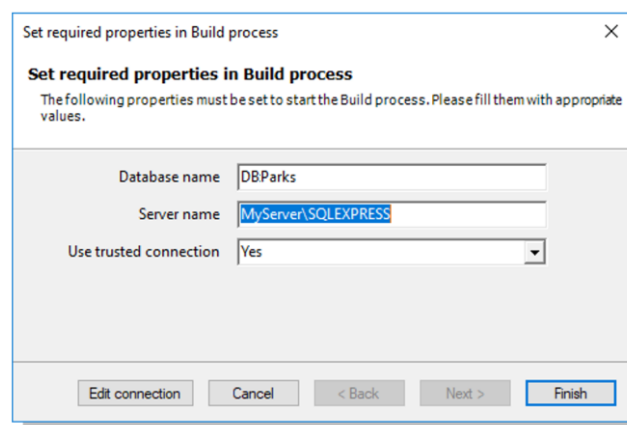 Set required properties in Build process
Set required properties in Build process
The following properties must be set to start the Build process. Please fill them with appropriate
values.
Database name DBParks
Server name MyServer\SQLEXPRESS
Use trusted connection Yes
Edit connection Cancel < Back Next > Finish